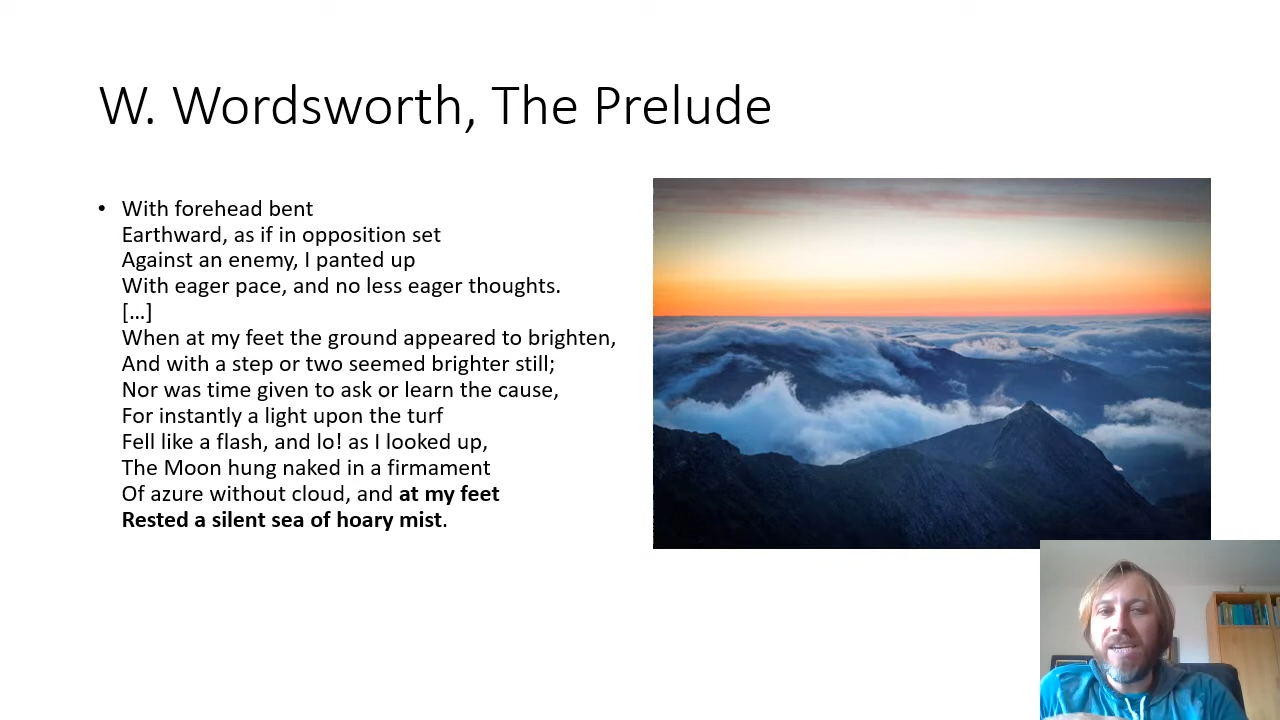 W. Wordsworth, The Prelude
• With forehead bent
Earthward, as if in opposition set
Against an enemy, I panted up
With eager pace, and no less eager thoughts.
[…]
When at my feet the ground appeared to brighten,
And with a step or two seemed brighter still;
Nor was time given to ask or learn the cause,
For instantly a light upon the turf
Fell like a flash, and lo! as I looked up,
The Moon hung naked in a firmament
Of azure without cloud, and at my feet
Rested a silent sea of hoary mist.